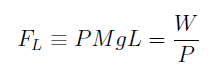 F_L ≡ PMgL = W/P